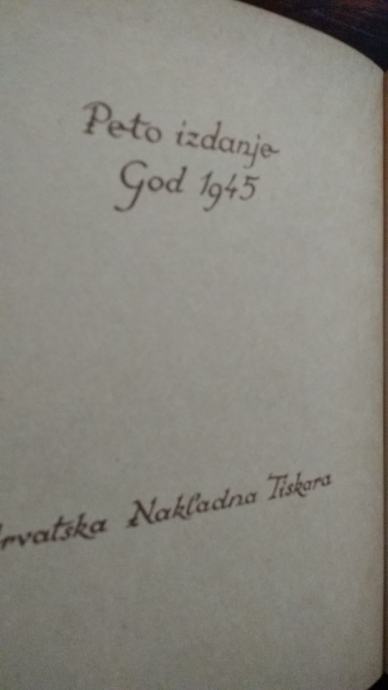 Peto izdanje
God 1945
rvatska Nakladna Tiskara